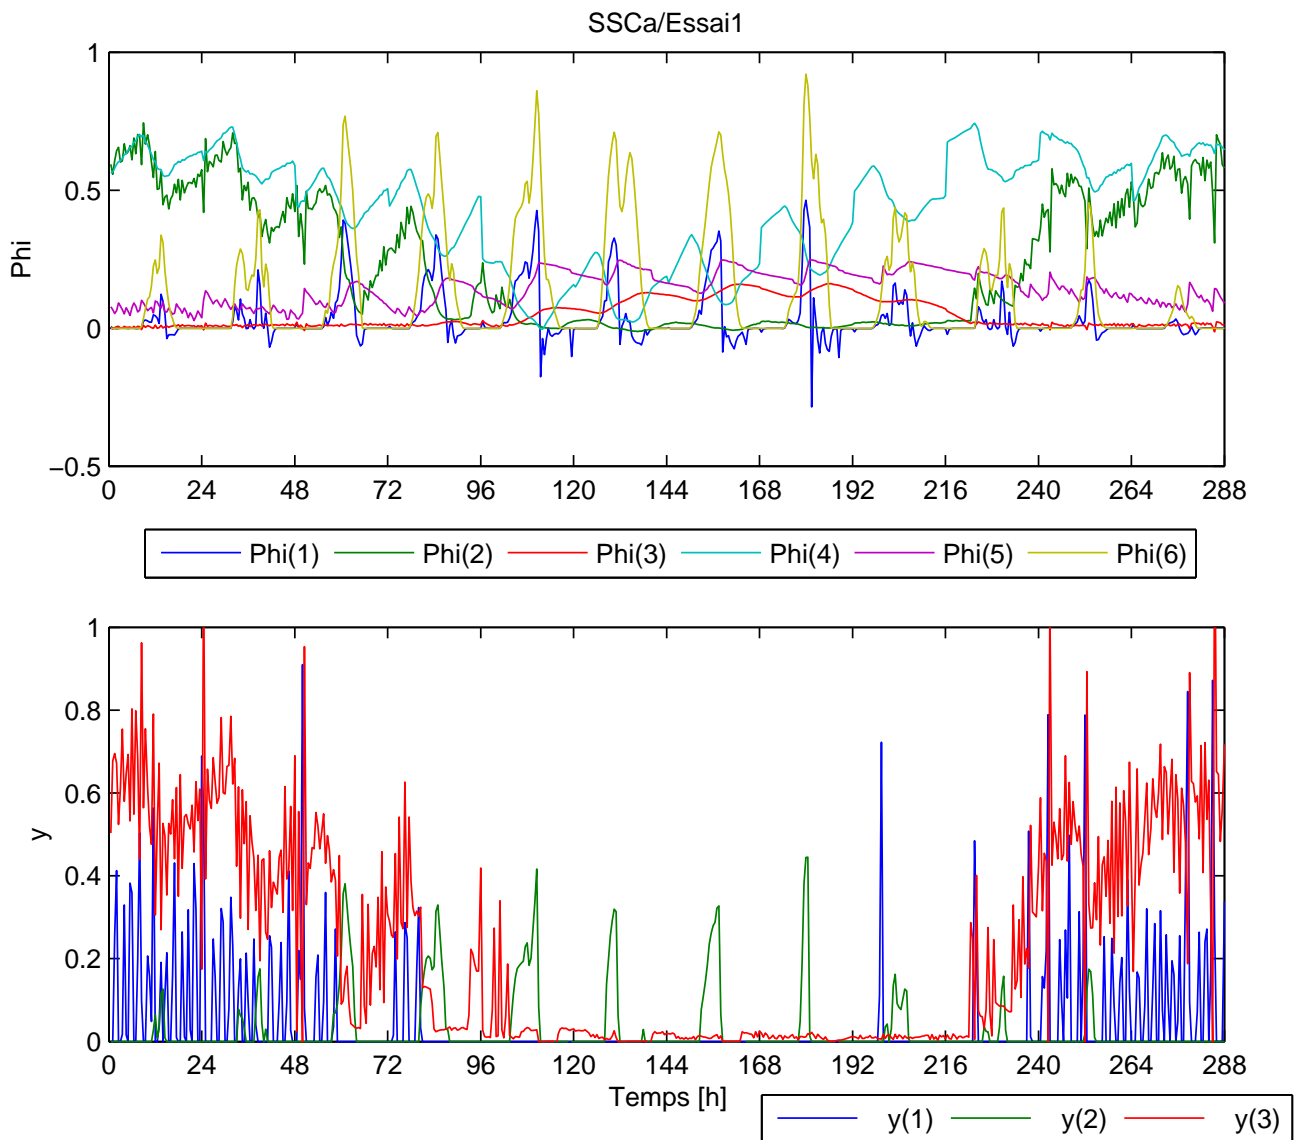 SSCa/Essai1
1
0.5
0
−0.5
Phi
0 24 48 72 96 120 144 168 192 216 240 264 288
Phi(1) Phi(2) Phi(3) Phi(4) Phi(5) Phi(6)
1
0.8
0.6
0.4
0.2
0
y
0 24 48 72 96 120 144 168 192 216 240 264 288
Temps [h]
y(1) y(2) y(3)